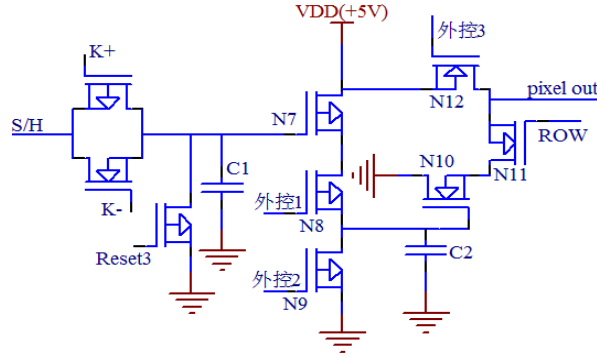 VDD(+5V)
外控3
K+
N12
pixel out
S/H
N7
ROW
N10
N11
C1
外控1
K-
N8
C2
Reset3
外控2
N9